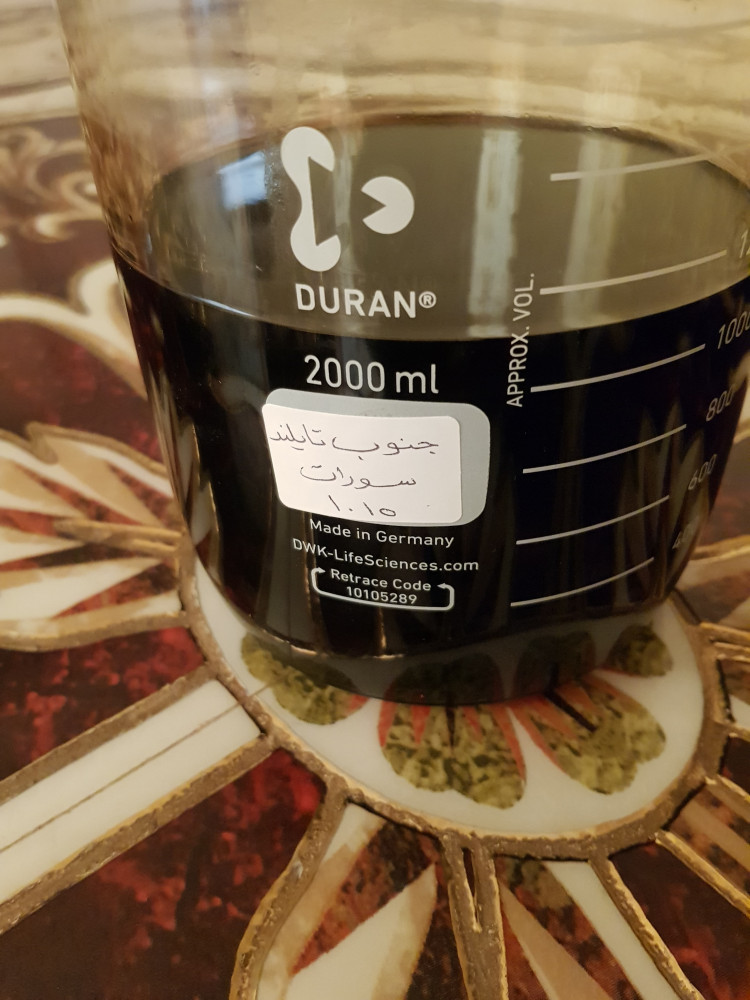 DURAN®
2000 ml
APPROX. VOL.
1000
800
600
جنوب تايلند
سورات
١٠١٥
Made in Germany
DWK-LifeSciences.com
Retrace Code
10105289